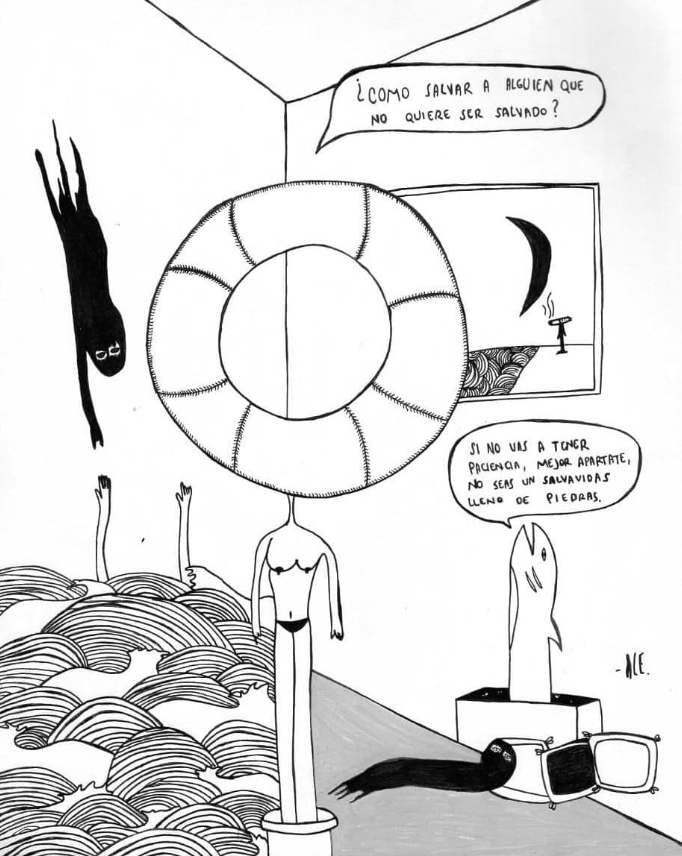 ¿COMO SALVAR A ALGUIEN QUE
NO QUIERE SER SALVADO?
SI NO VAS A TENER
PACIENCIA, MEJOR APARTATE,
NO SEAS UN SALVAVIDAS
LLENO DE PIEDRAS.
-ALE.